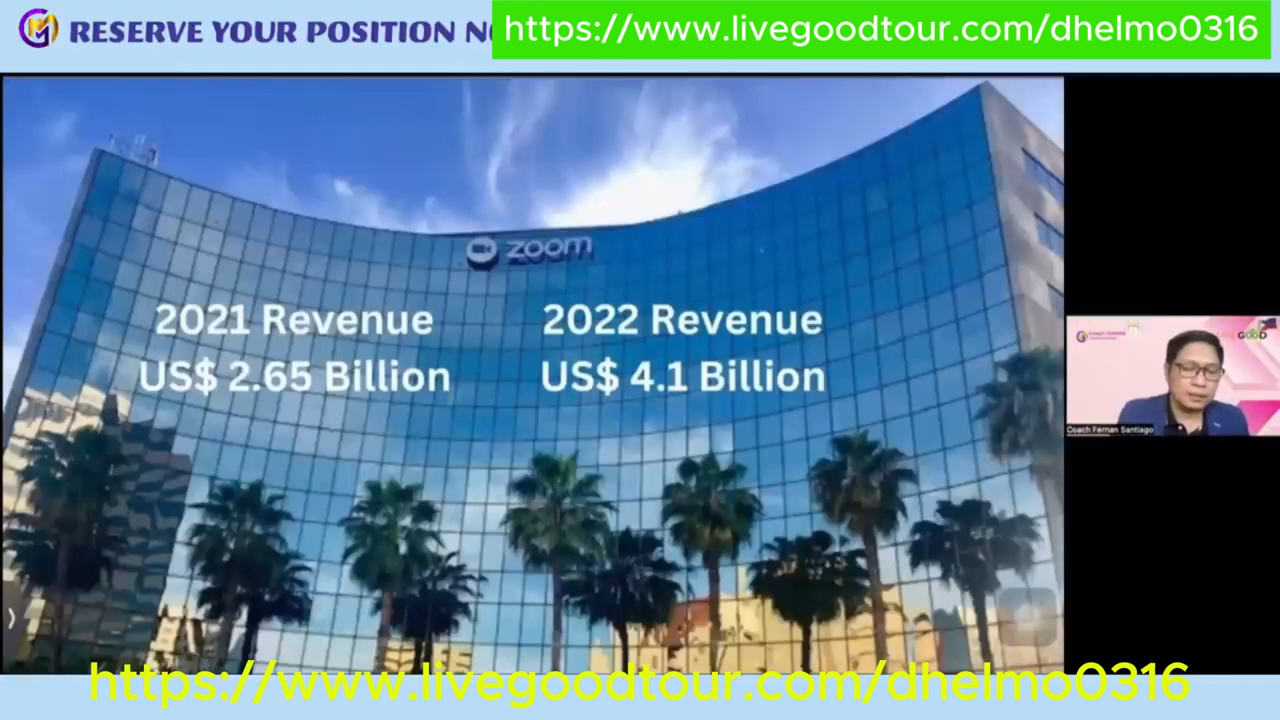 RESERVE YOUR POSITION
https://www.livegoodtour.com/dhelmo0316
zoom
2021 Revenue
US$ 2.65 Billion
2022 Revenue
US$ 4.1 Billion
GOOD
Coach Fernan Santiago
https://www.livegoodtour.com/dhelmo0316